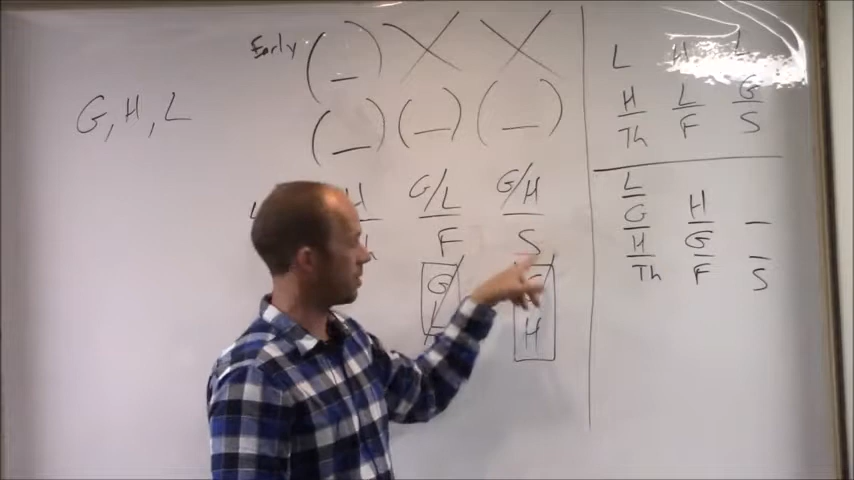 Early
G, H, L
H G/L G/H
F S
G
L H
L H L
H L G
Th F S
L
G H
H G
Th F S